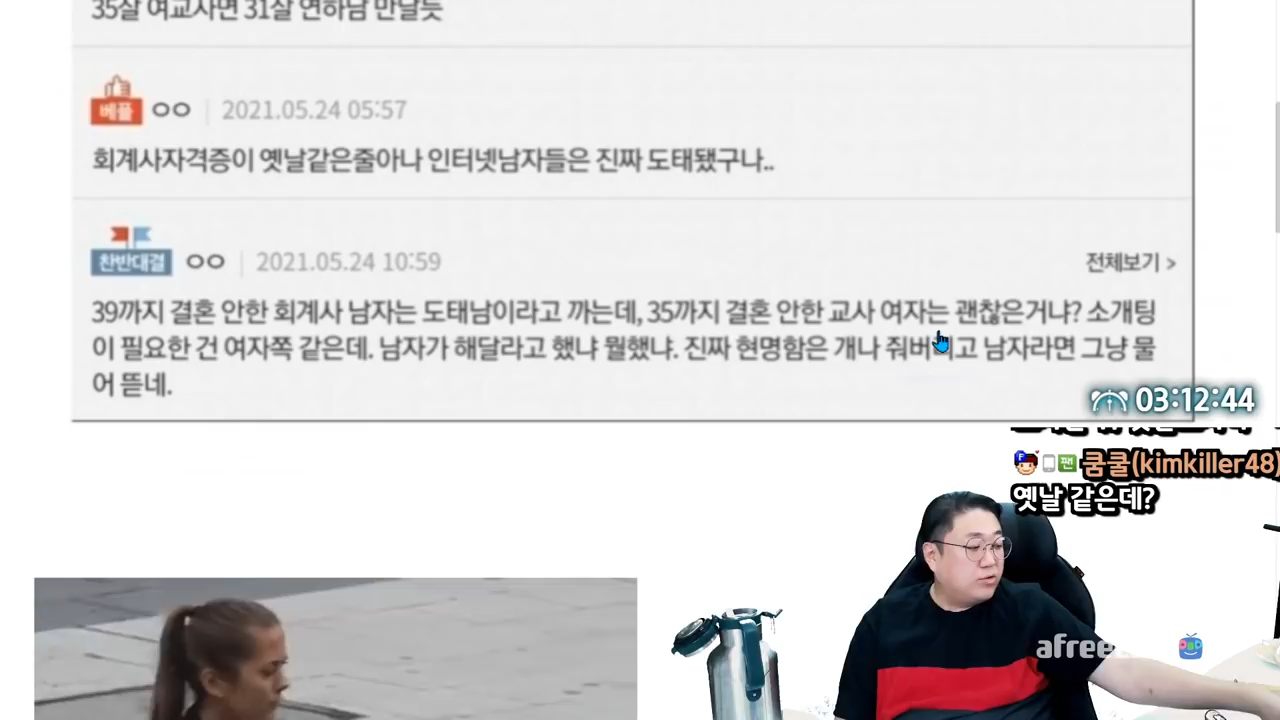 35살 여교사면 31살 연하남 만날듯
베플 ㅇㅇ 2021.05.24 05:57
회계사자격증이 옛날같은줄아나 인터넷남자들은 진짜 도태됐구나..
찬반대결 ㅇㅇ 2021.05.24 10:59 전체보기 >
39까지 결혼 안한 회계사 남자는 도태남이라고 까는데, 35까지 결혼 안한 교사 여자는 괜찮은거냐? 소개팅
이 필요한 건 여자쪽 같은데. 남자가 해달라고 했냐 뭘했냐. 진짜 현명함은 개나 줘버 고 남자라면 그냥 물
어 뜯네.
03:12:44
F 팬 쿰쿨(kimkiller48)
옛날 같은데?
afree